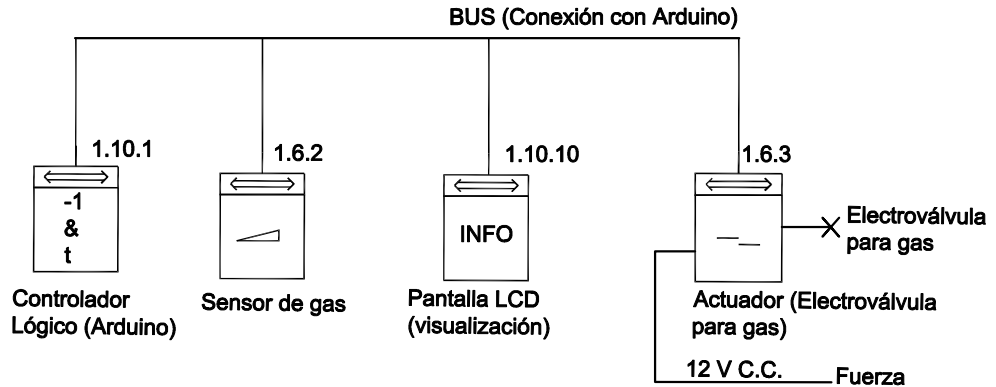 BUS (Conexión con Arduino)
1.10.1
1.6.2
1.10.10
1.6.3
-1
&
t
INFO
Electroválvula
para gas
Controlador
Lógico (Arduino)
Sensor de gas
Pantalla LCD
(visualización)
Actuador (Electroválvula
para gas)
12 V C.C.
Fuerza